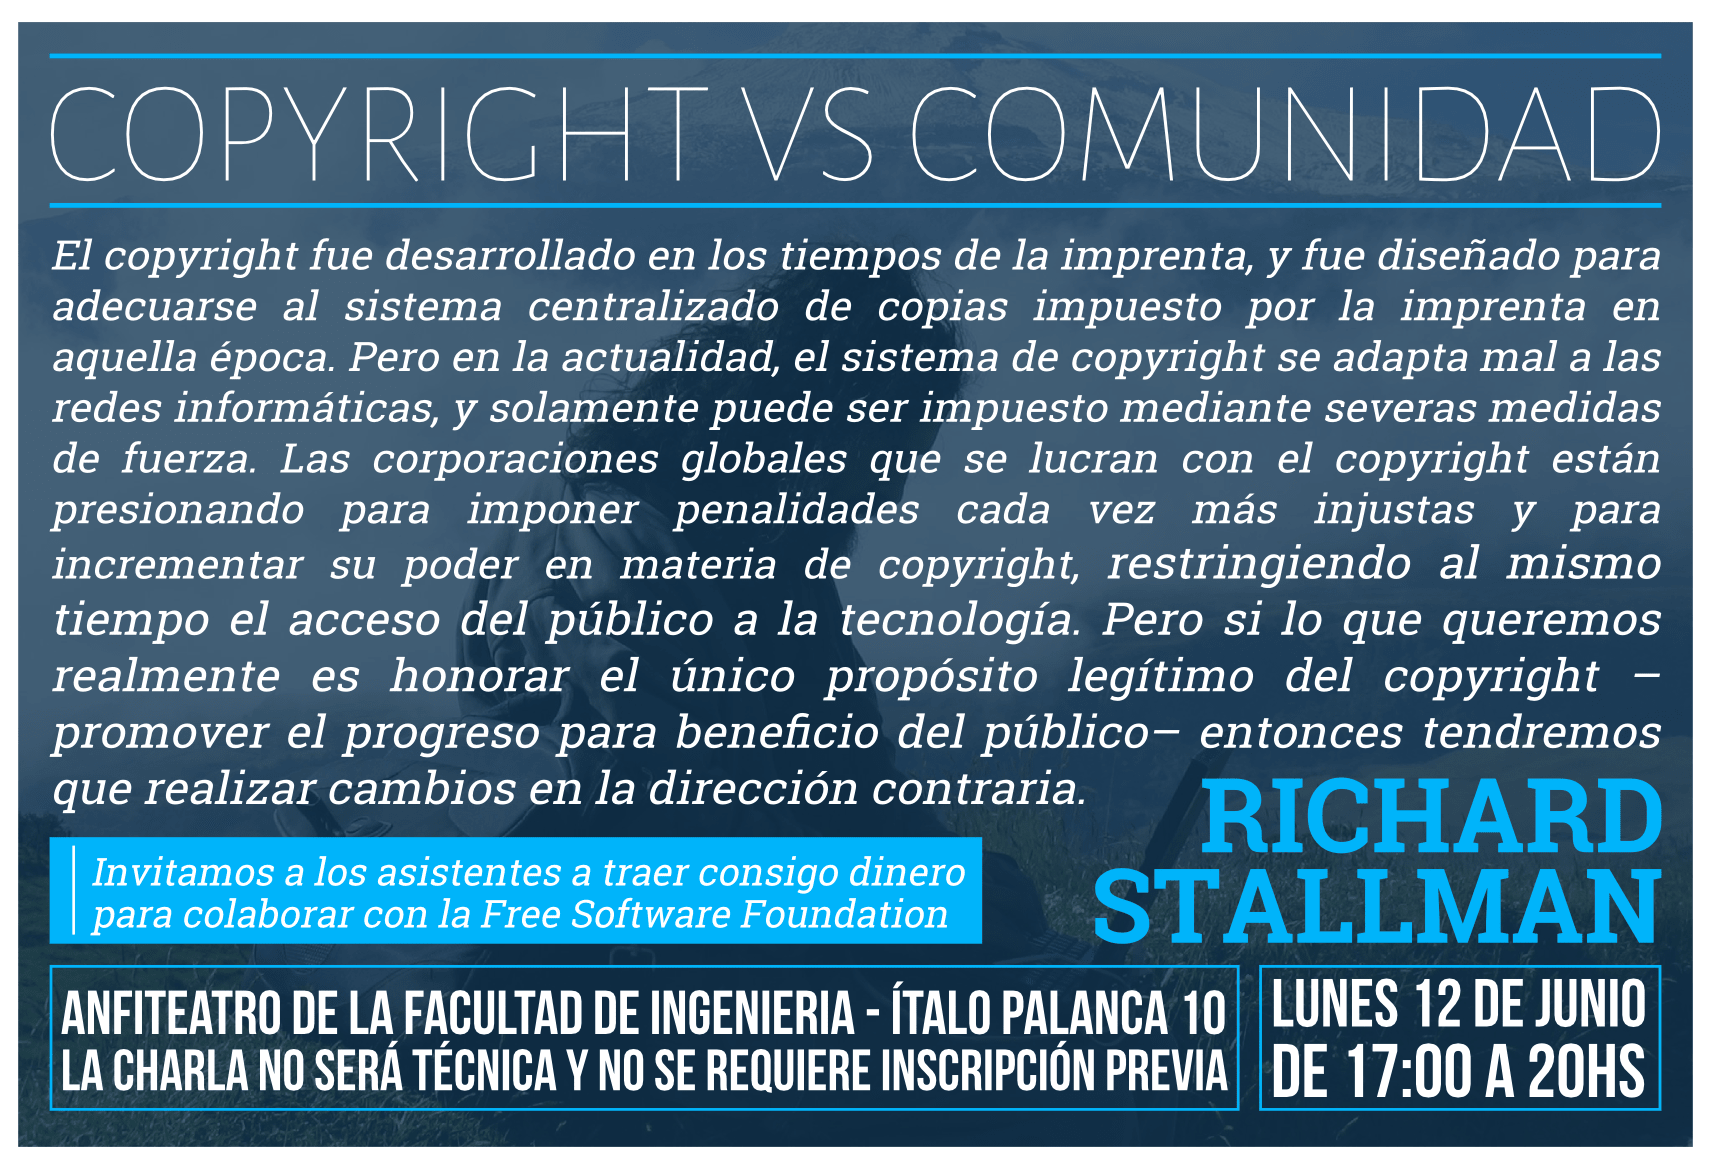 COPYRIGHT VS COMUNIDAD
El copyright fue desarrollado en los tiempos de la imprenta, y fue diseñado para
adecuarse al sistema centralizado de copias impuesto por la imprenta en
aquella época. Pero en la actualidad, el sistema de copyright se adapta mal a las
redes informáticas, y solamente puede ser impuesto mediante severas medidas
de fuerza. Las corporaciones globales que se lucran con el copyright están
presionando para imponer penalidades cada vez más injustas y para
incrementar su poder en materia de copyright, restringiendo al mismo
tiempo el acceso del público a la tecnología. Pero si lo que queremos
realmente es honrar el único propósito legítimo del copyright –
promover el progreso para beneficio del público– entonces tendremos
que realizar cambios en la dirección contraria.
RICHARD
STALLMAN
Invitamos a los asistentes a traer consigo dinero
para colaborar con la Free Software Foundation
ANFITEATRO DE LA FACULTAD DE INGENIERIA - ÍTALO PALANCA 10
LA CHARLA NO SERÁ TÉCNICA Y NO SE REQUIERE INSCRIPCIÓN PREVIA
LUNES 12 DE JUNIO
DE 17:00 A 20HS